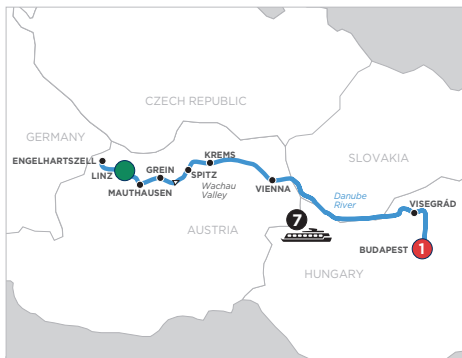 CZECH REPUBLIC
GERMANY
ENGELHARTSZELL
LINZ
MAUTHAUSEN
GREIN
KREMS
SPITZ
Wachau
Valley
VIENNA
SLOVAKIA
Danube
River
VISEGRÁD
AUSTRIA
7
BUDAPEST
1
HUNGARY